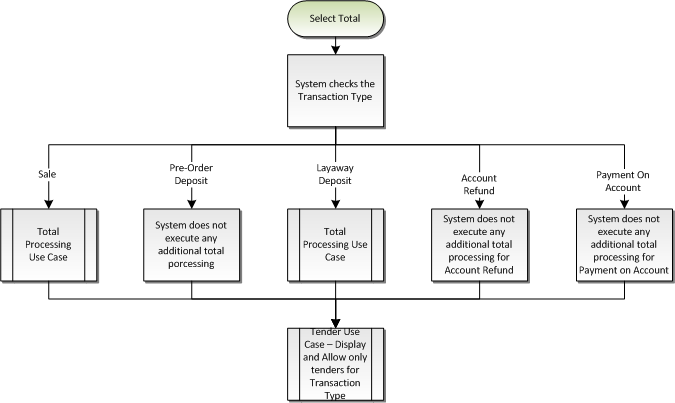 Select Total
System checks the
Transaction Type
Sale
Pre-Order
Deposit
Layaway
Deposit
Account
Refund
Payment On
Account
Total
Processing
Use Case
System does not
execute any
additional total
porcessing
Total
Processing Use
Case
System does not
execute any
additional total
processing for
Account Refund
System does not
execute any
additional total
processing for
Payment on Account
Tender Use
Case – Display
and Allow only
tenders for
Transaction
Type